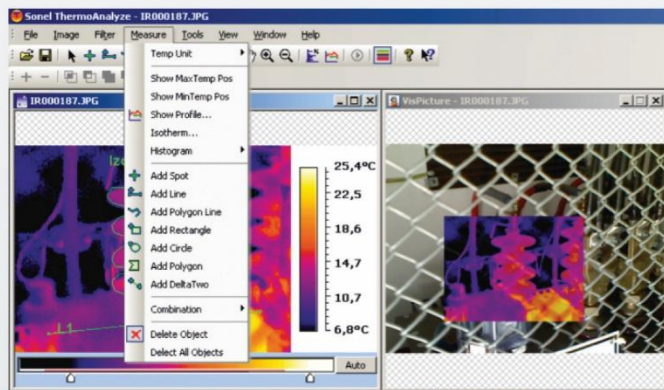 Sonel ThermoAnalyze - IR000187.JPG
File Image Filter Measure Tools View Window Help
Temp Unit
Show MaxTemp Pos
Show MinTemp Pos
Show Profile...
Isotherm...
Histogram
Add Spot
Add Line
Add Polygon Line
Add Rectangle
Add Circle
Add Polygon
Add DeltaTwo
Combination
Delete Object
Delect All Objects
IR000187.JPG
L1
25,4°C
22,5
18,6
14,7
10,7
6,8°C
Auto
VisPicture - IR000187.JPG